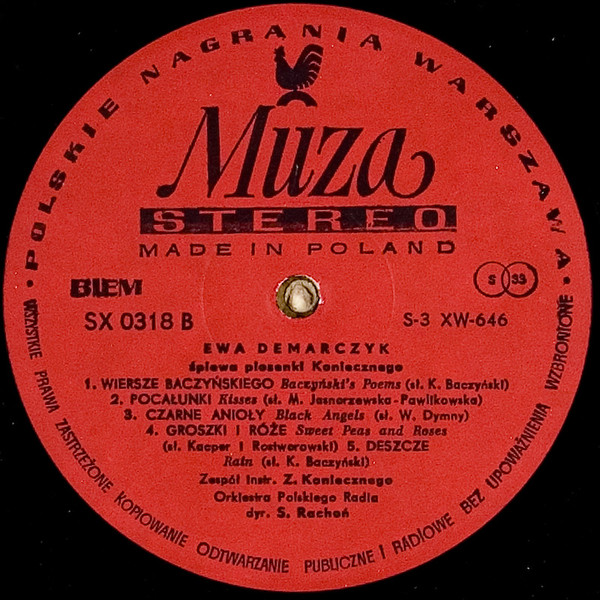 • POLSKIE NAGRANIA WARSZAWA •
Muza
STEREO
MADE IN POLAND
BIEM
S 33
SX 0318 B
S-3 XW-646
EWA DEMARCZYK
śpiewa piosenki Koniecznego
1. WIERSZE BACZYŃSKIEGO Baczyński's Poems (sł. K. Baczyński)
2. POCAŁUNKI Kisses (sł. M. Jasnorzewska-Pawlikowska)
3. CZARNE ANIOŁY Black Angels (sł. W. Dymny)
4. GROSZKI I RÓŻE Sweet Peas and Roses
(sł. Kacper i Rostworowski) 5. DESZCZE
Rain (sł. K. Baczyński)
Zespół Instr. Z. Koniecznego
Orkiestra Polskiego Radia
dyr. S. Rachoń
WSZYSTKIE PRAWA ZASTRZEŻONE KOPIOWANIE ODTWARZANIE PUBLICZNE I RADIOWE BEZ UPOWAŻNIENIA WZBRONIONE